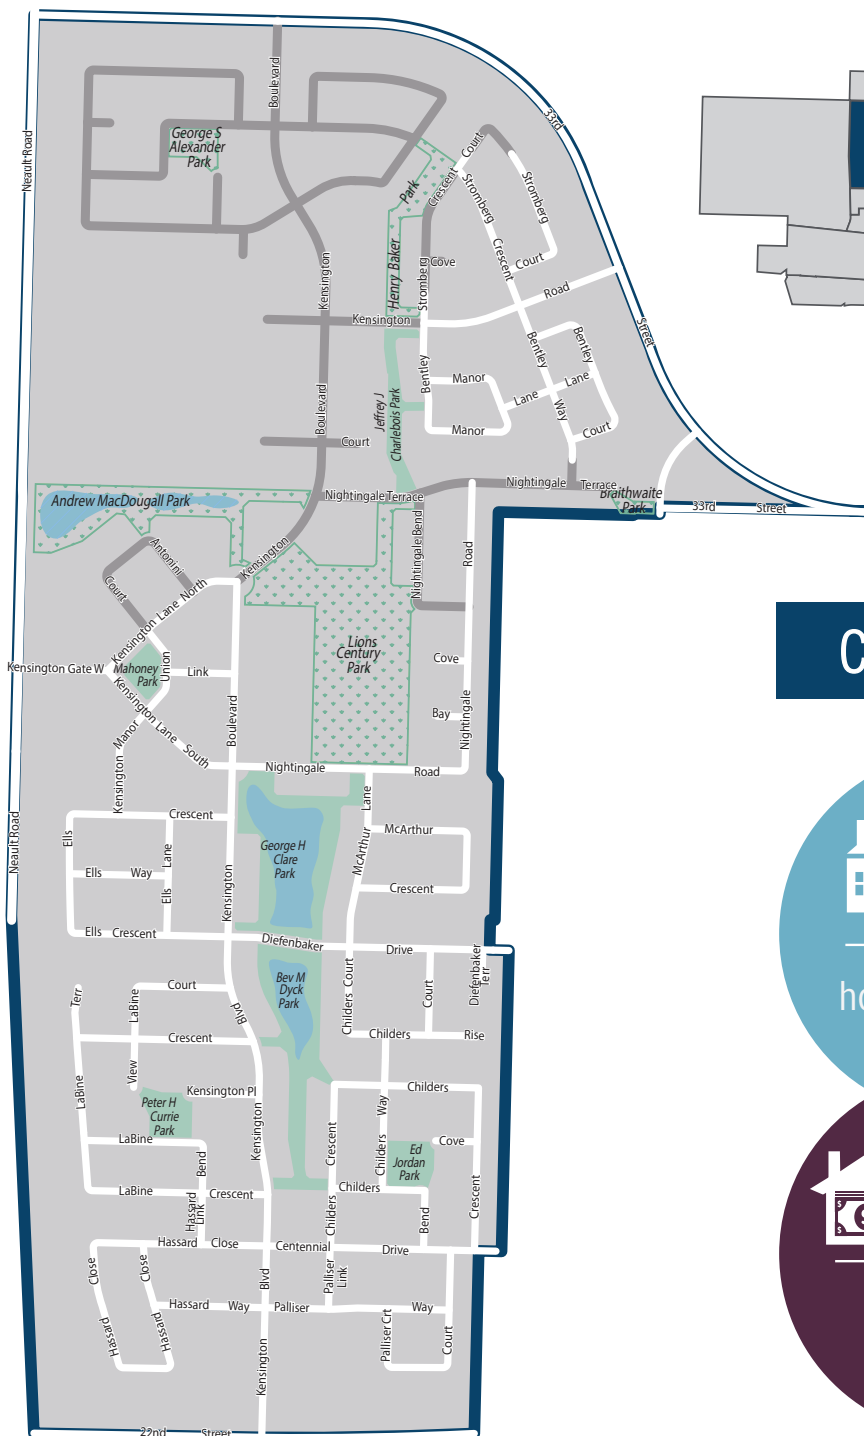 33rd
Boulevard
George S
Alexander
Park
Neault Road
Court
Crescent
Park
Stromberg
Stromberg
Crescent
Court
Henry Baker
Stromberg
Cove
Kensington
Road
Kensington
Street
Bentley
Bentley
Bentley
Way
Manor
Lane
Lane
Manor
Court
Jeffrey J
Charlebois Park
Boulevard
Court
Nightingale Terrace
Nightingale
Terrace
Braithwaite
Park
33rd
Street
Andrew MacDougall Park
Nightingale Bend
Road
Antonini
Court
Kensington
Kensington Lane North
Kensington Gate W
Mahoney
Park
Union
Link
Lions
Century
Park
Cove
Bay
Nightingale
Kensington Lane
South
Manor
Kensington
Boulevard
Nightingale
Road
Neault Road
Ells
Crescent
Lane
Ells
Way
Ells
Ells
Crescent
Kensington
George H
Clare
Park
Lane
McArthur
McArthur
Crescent
Diefenbaker
Drive
Diefenbaker
Terr
Bev M
Dyck
Park
Childers Court
Court
Childers
Rise
Terr
LaBine
Court
Blvd
Crescent
View
LaBine
Kensington Pl
Peter H
Currie
Park
Kensington
LaBine
Bend
LaBine
Crescent
Hassard
Link
Childers
Way
Childers
Crescent
Childers
Childers
Ed
Jordan
Park
Cove
Crescent
Bend
Hassard
Close
Centennial
Drive
Close
Close
Hassard
Hassard
Hassard
Way
Blvd
Palliser
Link
Palliser
Way
Palliser Crt
Court
Kensington
22nd
Street
C
ho
$
$